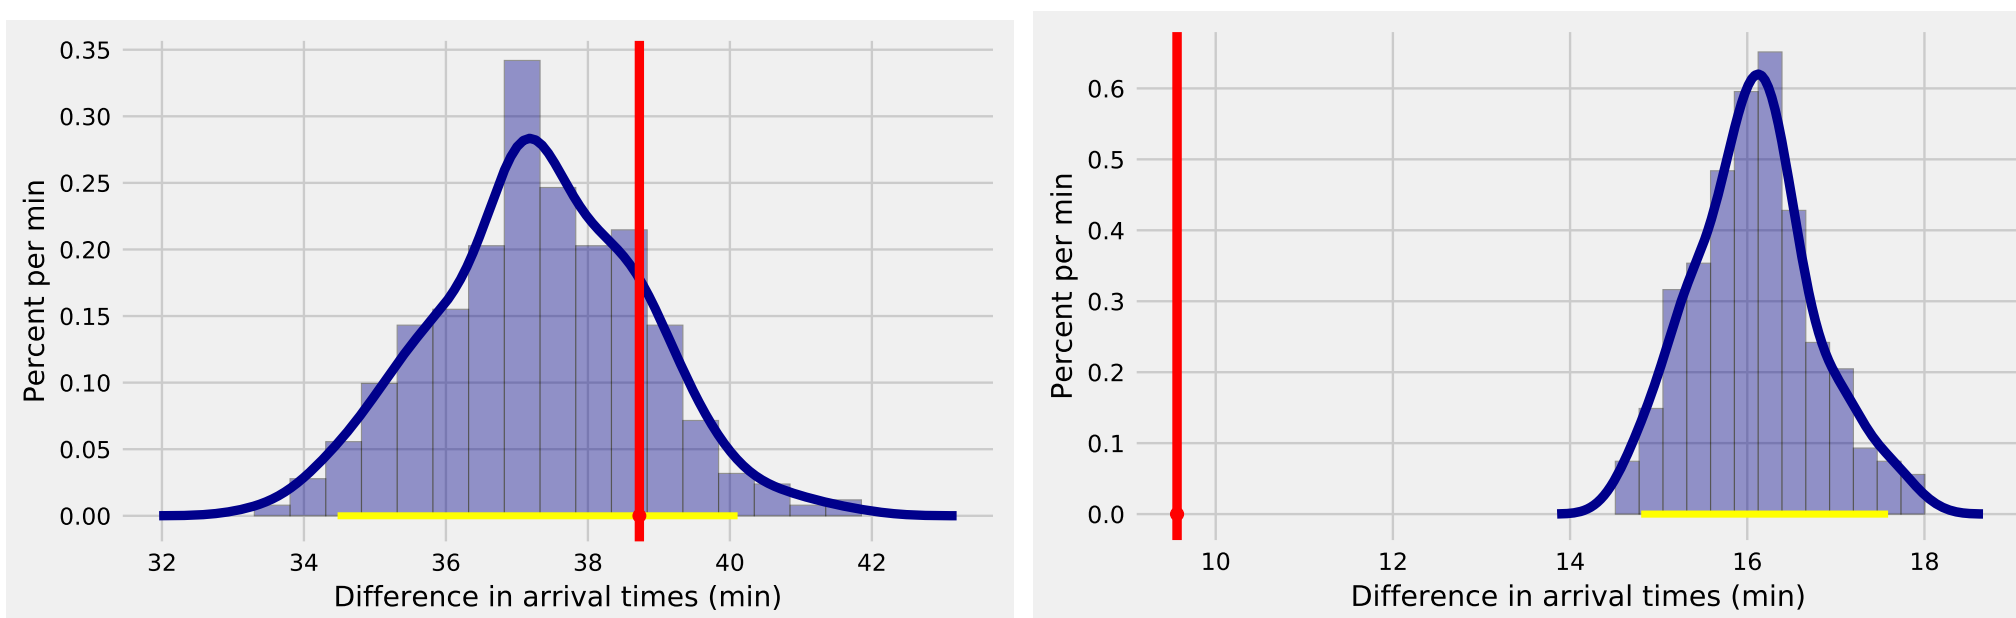 0.35
0.30
0.25
0.20
0.15
0.10
0.05
0.00
Percent per min
32 34 36 38 40 42
Difference in arrival times (min)
0.6
0.5
0.4
0.3
0.2
0.1
0.0
Percent per min
10 12 14 16 18
Difference in arrival times (min)